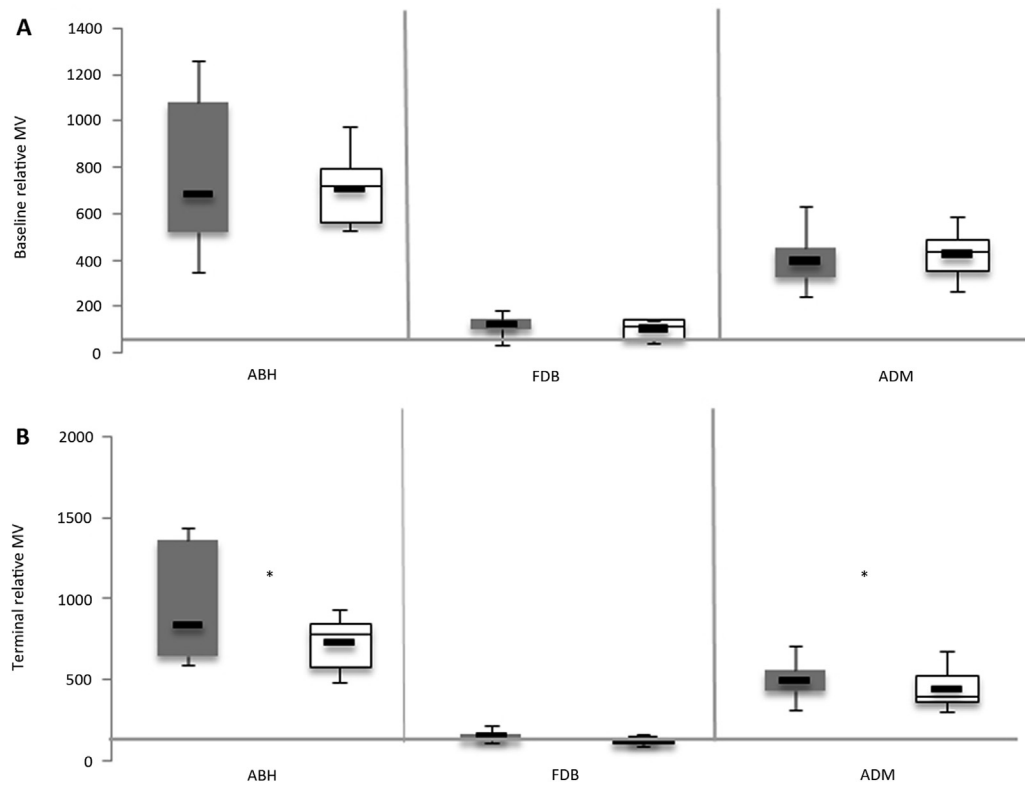 A
Baseline relative MV
1400
1200
1000
800
600
400
200
0
ABH
FDB
ADM
B
Terminal relative MV
2000
1500
1000
500
0
*
*
ABH
FDB
ADM